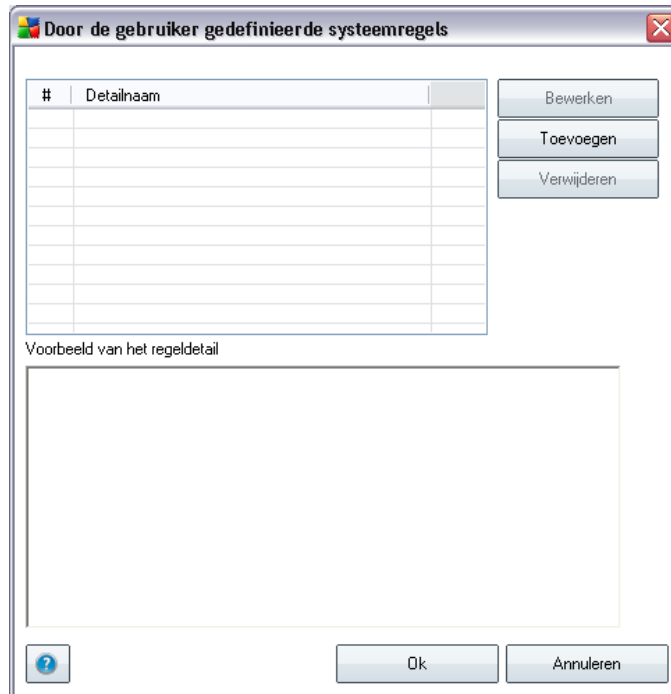 Door de gebruiker gedefinieerde systeemregels
# Detailnaam
Bewerken
Toevoegen
Verwijderen
Voorbeeld van het regeldetail
?
Ok
Annuleren